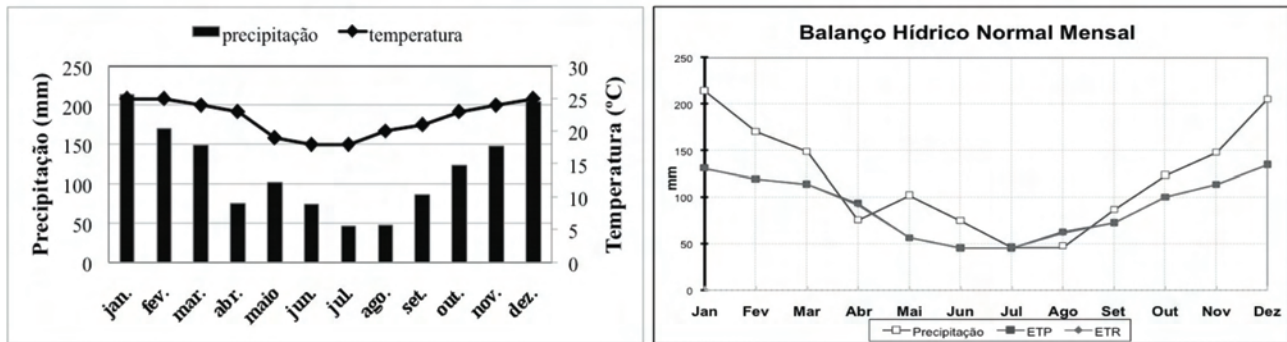 precipitação temperatura
Precipitação (mm)
250
200
150
100
50
0
Temperatura (ºC)
30
25
20
15
10
5
0
jan. fev. mar. abr. maio jun. jul. ago. set. out. nov. dez.
Balanço Hídrico Normal Mensal
mm
250
200
150
100
50
0
Jan Fev Mar Abr Mai Jun Jul Ago Set Out Nov Dez
Precipitação ETP ETR